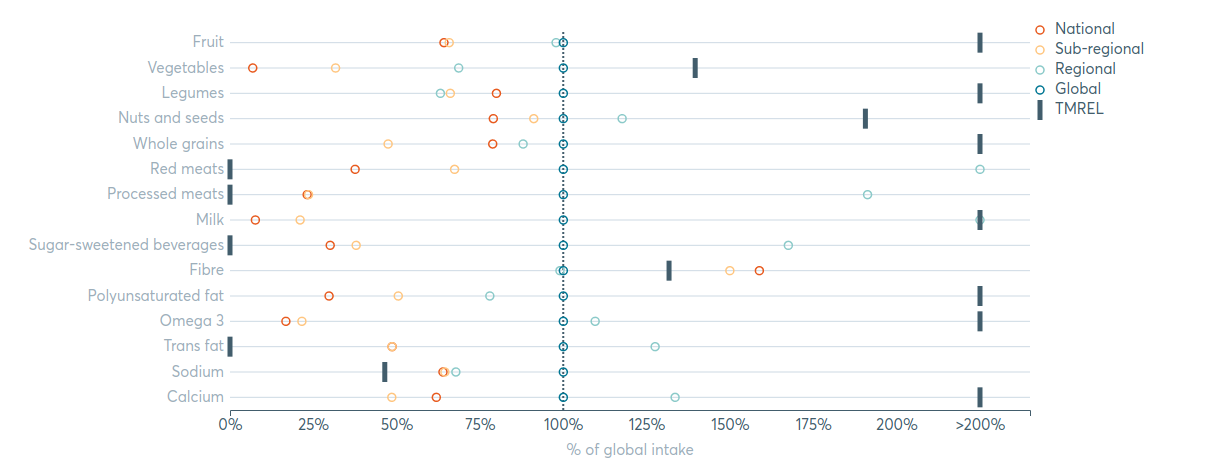 National
Sub-regional
Regional
Global
TMREL
Fruit
Vegetables
Legumes
Nuts and seeds
Whole grains
Red meats
Processed meats
Milk
Sugar-sweetened beverages
Fibre
Polyunsaturated fat
Omega 3
Trans fat
Sodium
Calcium
0% 25% 50% 75% 100% 125% 150% 175% 200% >200%
% of global intake